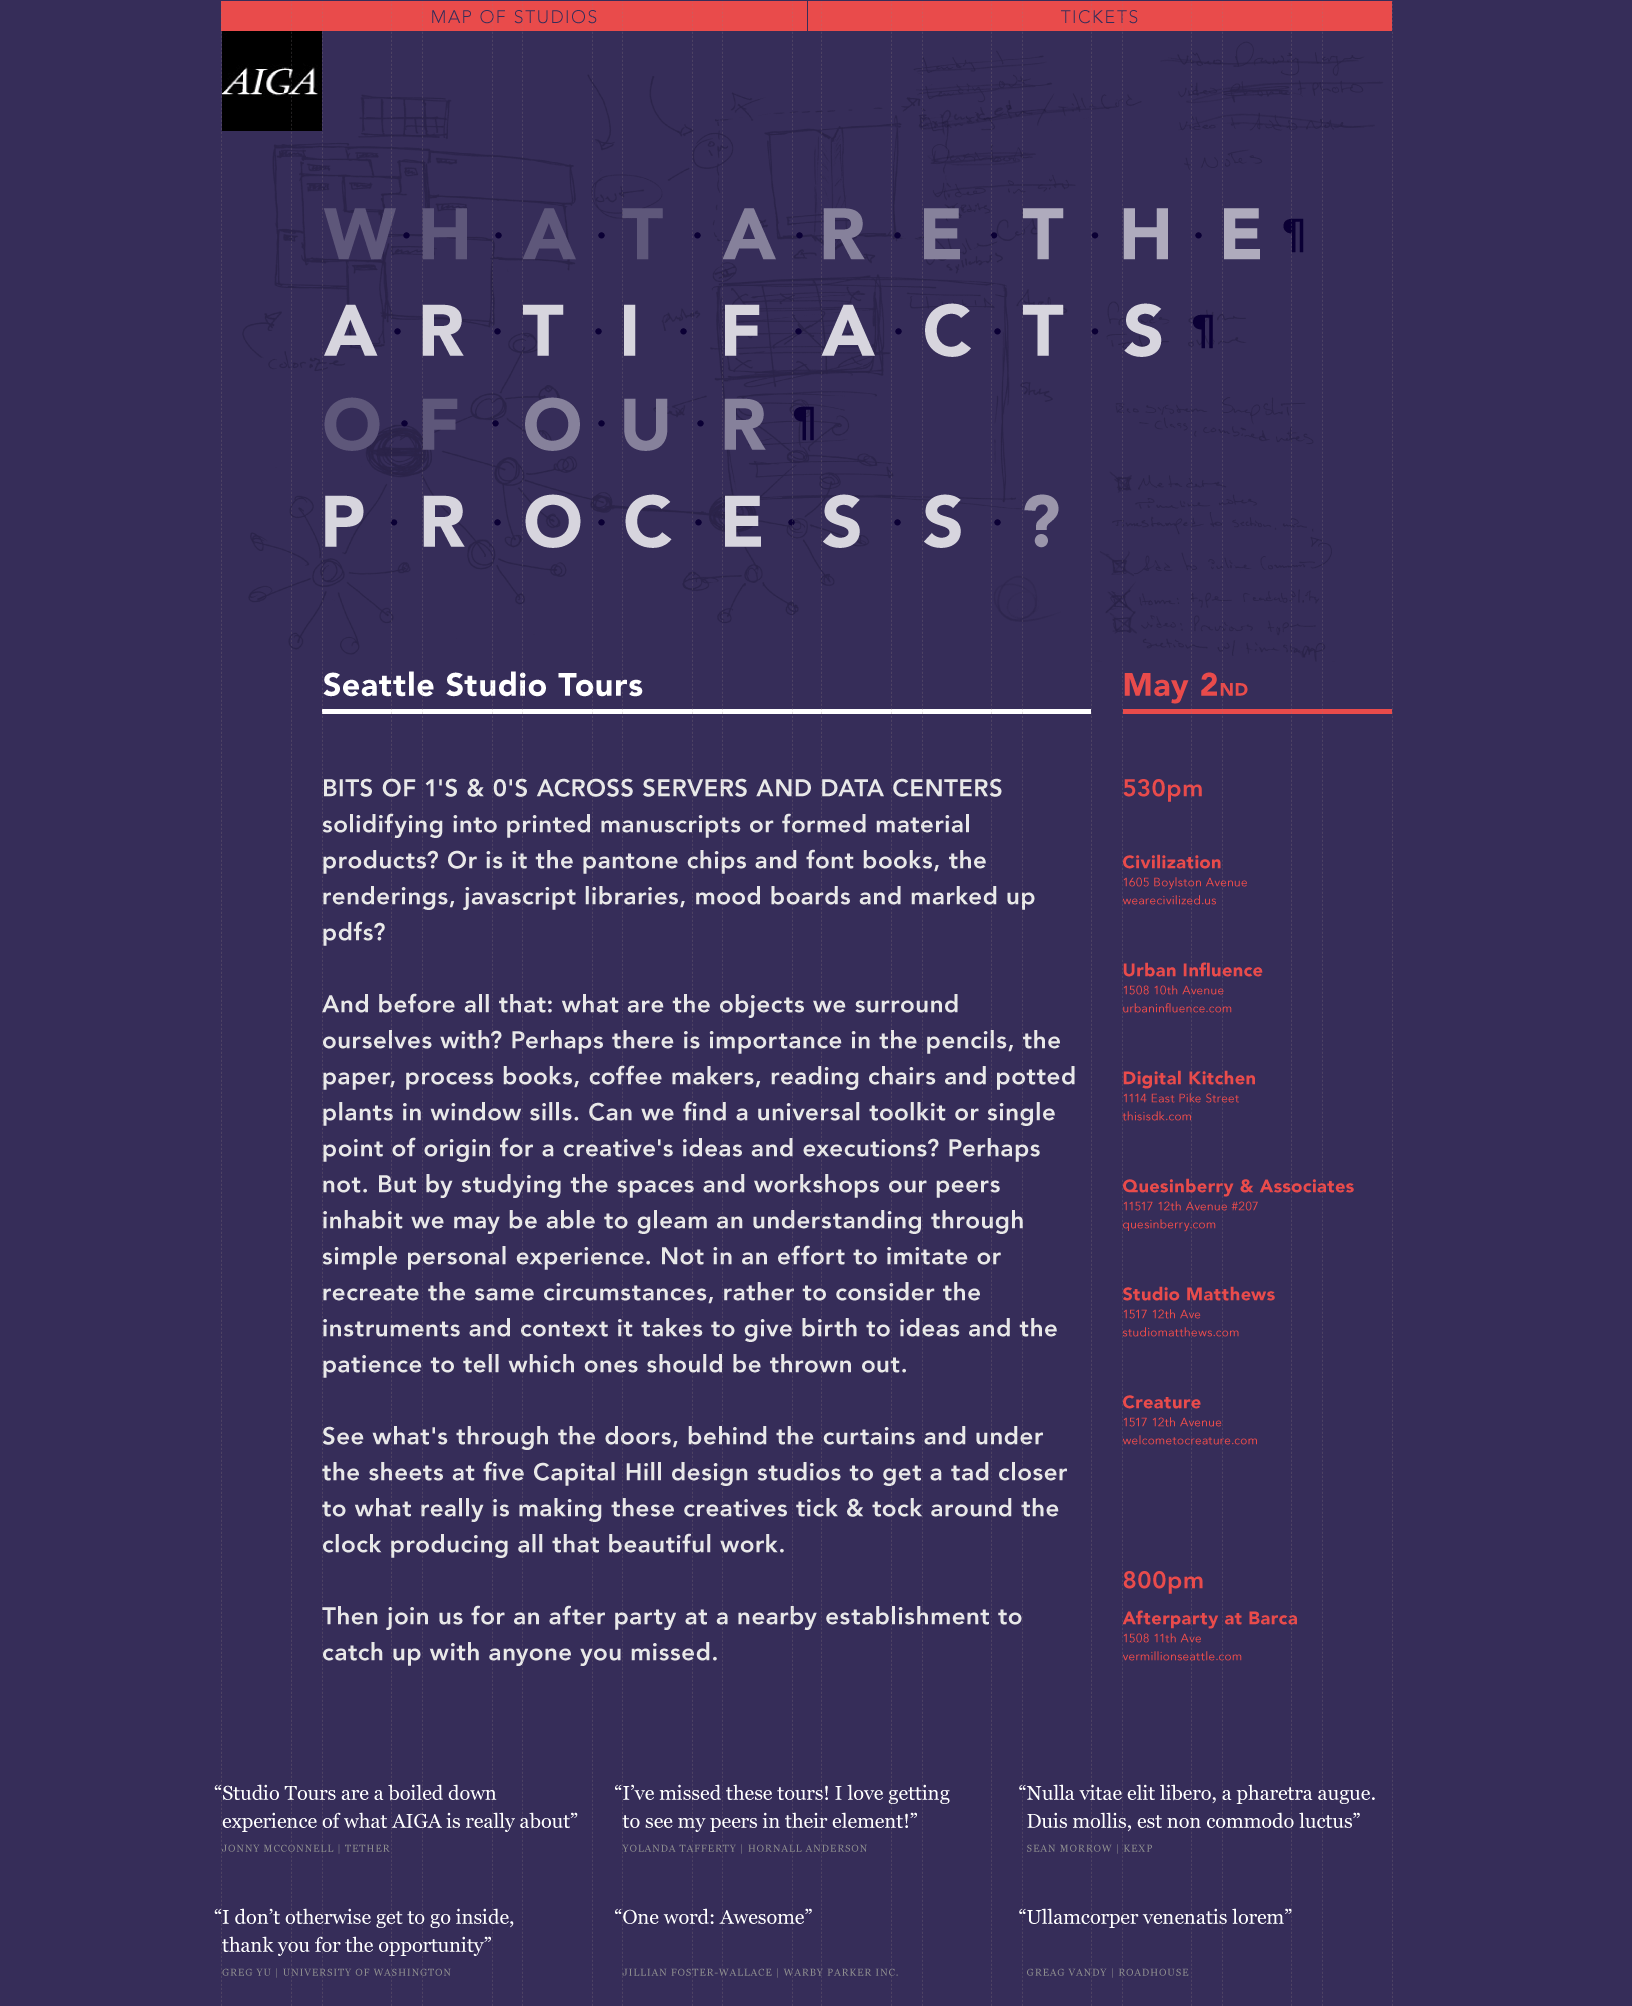 MAP OF STUDIOS
TICKETS
AIGA
WHAT ARE THE ¶
ARTIFACTS ¶
OF OUR ¶
PROCESS?
Seattle Studio Tours
May 2ND
BITS OF 1'S & 0'S ACROSS SERVERS AND DATA CENTERS
solidifying into printed manuscripts or formed material
products? Or is it the pantone chips and font books, the
renderings, javascript libraries, mood boards and marked up
pdfs?
And before all that: what are the objects we surround
ourselves with? Perhaps there is importance in the pencils, the
paper, process books, coffee makers, reading chairs and potted
plants in window sills. Can we find a universal toolkit or single
point of origin for a creative's ideas and executions? Perhaps
not. But by studying the spaces and workshops our peers
inhabit we may be able to gleam an understanding through
simple personal experience. Not in an effort to imitate or
recreate the same circumstances, rather to consider the
instruments and context it takes to give birth to ideas and the
patience to tell which ones should be thrown out.
See what's through the doors, behind the curtains and under
the sheets at five Capital Hill design studios to get a tad closer
to what really is making these creatives tick & tock around the
clock producing all that beautiful work.
Then join us for an after party at a nearby establishment to
catch up with anyone you missed.
530pm
Civilization
1605 Boylston Avenue
wearecivilized.us
Urban Influence
1508 10th Avenue
urbaninfluence.com
Digital Kitchen
1114 East Pike Street
thisisdk.com
Quesinberry & Associates
11517 12th Avenue #207
quesinberry.com
Studio Matthews
1517 12th Ave
studiomatthews.com
Creature
1517 12th Avenue
welcometocreature.com
800pm
Afterparty at Barca
1508 11th Ave
vermillionseattle.com
“Studio Tours are a boiled down
experience of what AIGA is really about”
JONNY MCCONNELL | TETHER
“I’ve missed these tours! I love getting
to see my peers in their element!”
YOLANDA TAFFERTY | HORNALL ANDERSON
“Nulla vitae elit libero, a pharetra augue.
Duis mollis, est non commodo luctus”
SEAN MORROW | KEXP
“I don’t otherwise get to go inside,
thank you for the opportunity”
GREG YU | UNIVERSITY OF WASHINGTON
“One word: Awesome”
JILLIAN FOSTER-WALLACE | WARBY PARKER INC.
“Ullamcorper venenatis lorem”
GREAG VANDY | ROADHOUSE